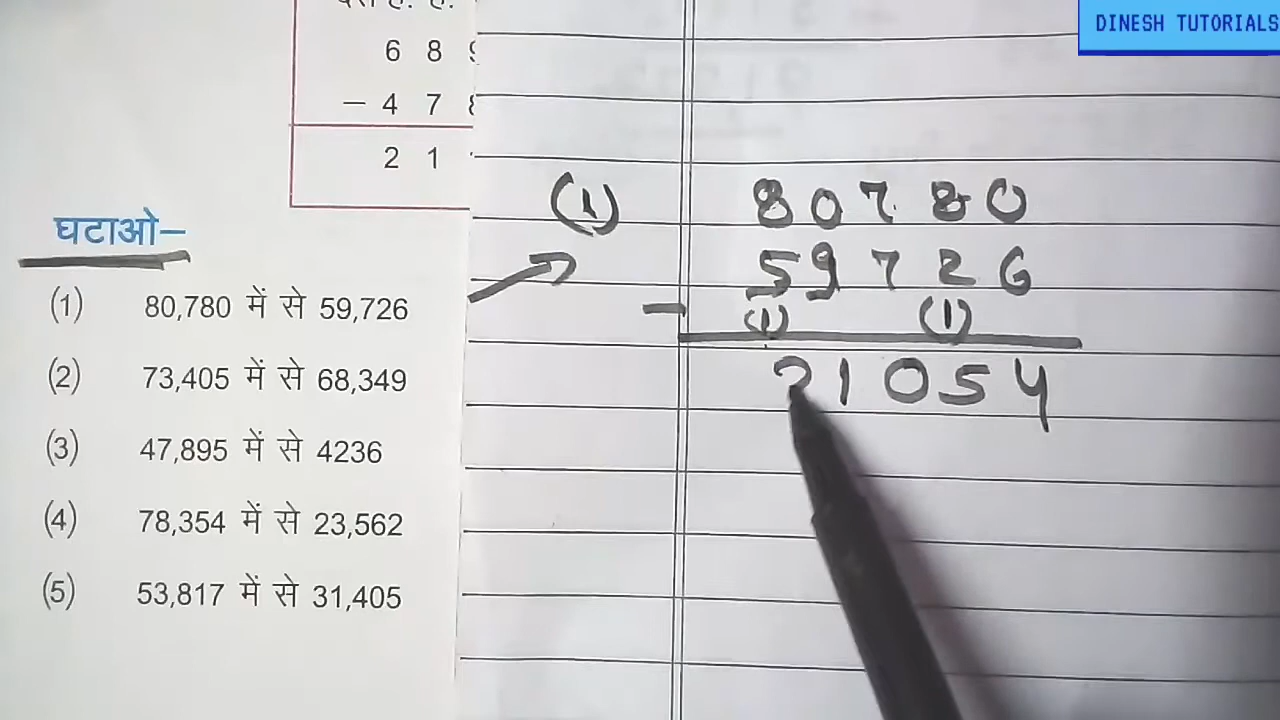 DINESH TUTORIALS
6 8
- 4 7
2 1
घटाओ–
(1) 80,780 में से 59,726
(2) 73,405 में से 68,349
(3) 47,895 में से 4236
(4) 78,354 में से 23,562
(5) 53,817 में से 31,405
(1) 80780
59726
- (1) (1)
21054